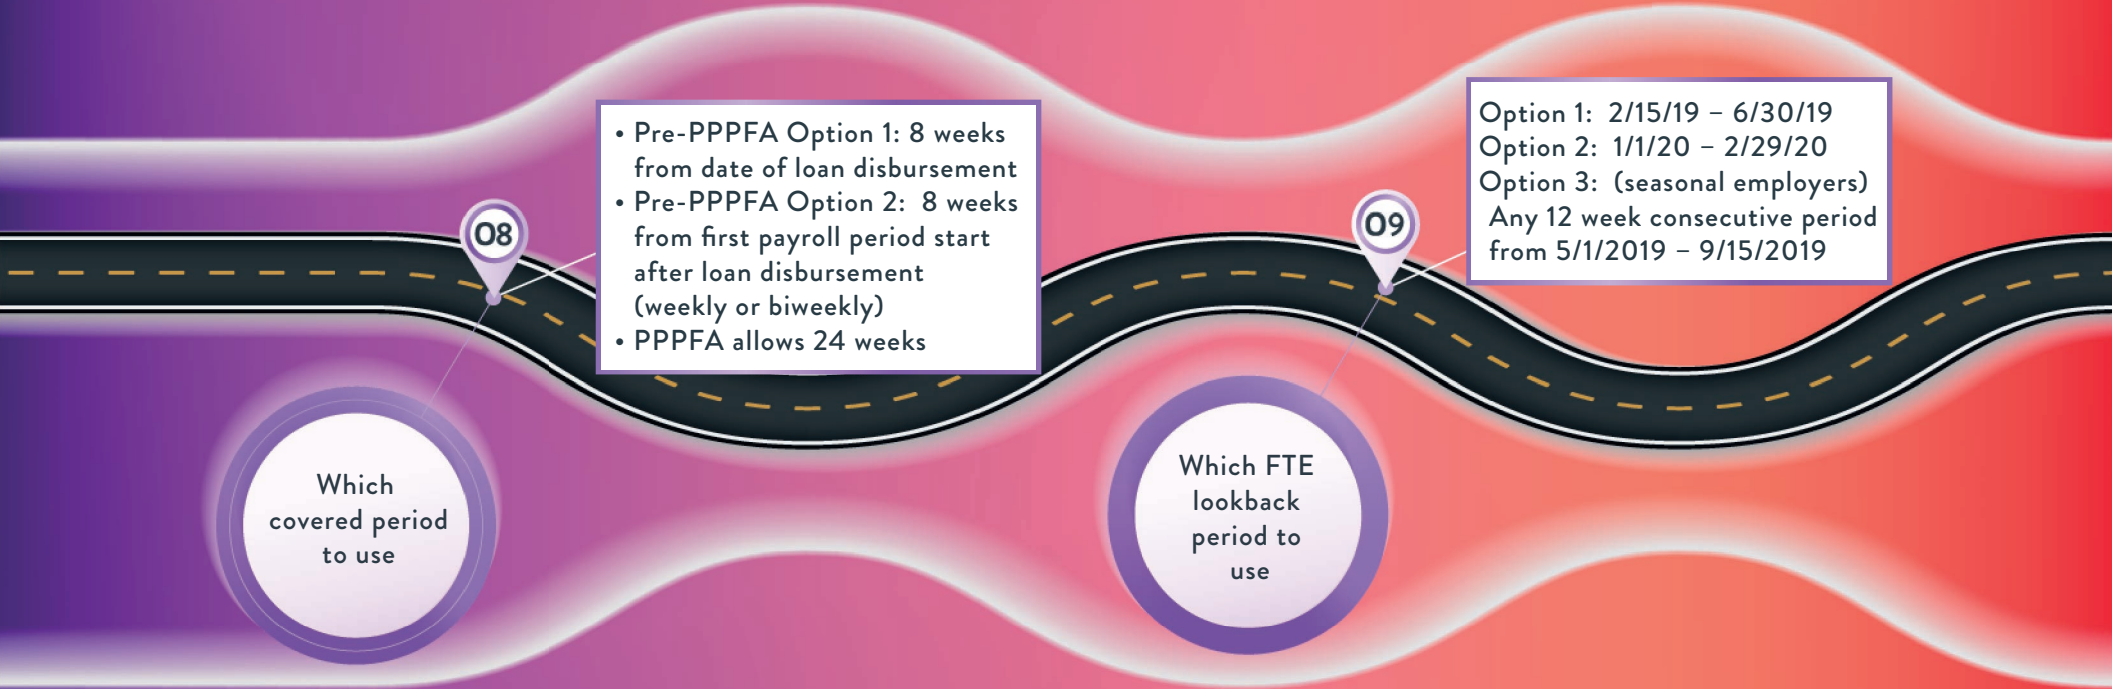 08
• Pre-PPPFA Option 1: 8 weeks
from date of loan disbursement
• Pre-PPPFA Option 2: 8 weeks
from first payroll period start
after loan disbursement
(weekly or biweekly)
• PPPFA allows 24 weeks
Which
covered period
to use
09
Option 1: 2/15/19 – 6/30/19
Option 2: 1/1/20 – 2/29/20
Option 3: (seasonal employers)
Any 12 week consecutive period
from 5/1/2019 – 9/15/2019
Which FTE
lookback
period to
use